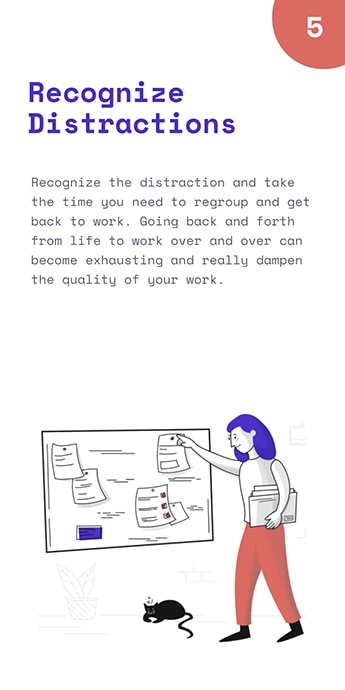 5
Recognize
Distractions
Recognize the distraction and take
the time you need to regroup and get
back to work. Going back and forth
from life to work over and over can
become exhausting and really dampen
the quality of your work.